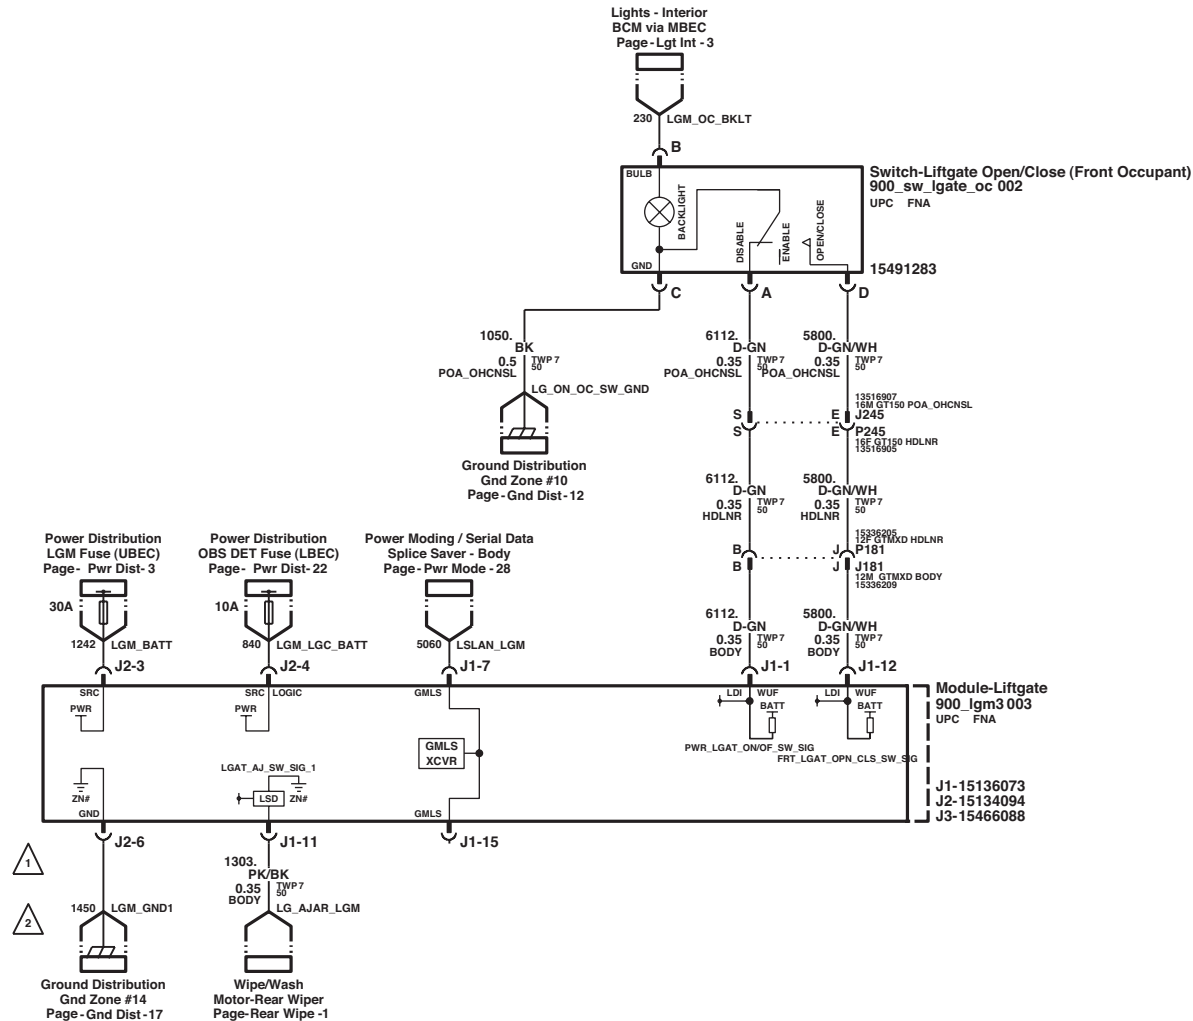 Lights - Interior
BCM via MBEC
Page - Lgt Int - 3
230 LGM_OC_BKLT
B
BULB
BACKLIGHT
DISABLE
ENABLE
OPEN/CLOSE
GND
Switch-Liftgate Open/Close (Front Occupant)
900_sw_lgate_oc 002
UPC FNA
15491283
C A D
1050.
BK
0.5 TWP 7
50
POA_OHCNSL
LG_ON_OC_SW_GND
Ground Distribution
Gnd Zone #10
Page - Gnd Dist - 12
6112.
D-GN
0.35 TWP 7
50
POA_OHCNSL
5800.
D-GN/WH
0.35 TWP 7
50
POA_OHCNSL
13516907
16M GT150 POA_OHCNSL
S E J245
S E P245
16F GT150 HDLNR
13516905
6112.
D-GN
0.35 TWP 7
50
HDLNR
5800.
D-GN/WH
0.35 TWP 7
50
HDLNR
15336205
12F GTMXD HDLNR
B J P181
B J J181
12M GTMXD BODY
15336209
6112.
D-GN
0.35 TWP 7
50
BODY
5800.
D-GN/WH
0.35 TWP 7
50
BODY
Power Distribution
LGM Fuse (UBEC)
Page - Pwr Dist - 3
30A
1242 LGM_BATT
J2-3
Power Distribution
OBS DET Fuse (LBEC)
Page - Pwr Dist - 22
10A
840 LGM_LGC_BATT
J2-4
Power Moding / Serial Data
Splice Saver - Body
Page - Pwr Mode - 28
5060 LSLAN_LGM
J1-7
J1-1
J1-12
SRC
PWR
SRC LOGIC
PWR
GMLS
LDI WUF
BATT
LDI WUF
BATT
GMLS
XCVR
PWR_LGAT_ON/OF_SW_SIG
FRT_LGAT_OPN_CLS_SW_SIG
ZN#
GND
LGAT_AJ_SW_SIG_1
LSD ZN#
GMLS
Module-Liftgate
900_lgm3 003
UPC FNA
J1-15136073
J2-15134094
J3-15466088
J2-6
J1-11
J1-15
1
2
1450 LGM_GND1
Ground Distribution
Gnd Zone #14
Page - Gnd Dist - 17
1303.
PK/BK
0.35 TWP 7
50
BODY
LG_AJAR_LGM
Wipe/Wash
Motor-Rear Wiper
Page-Rear Wipe -1